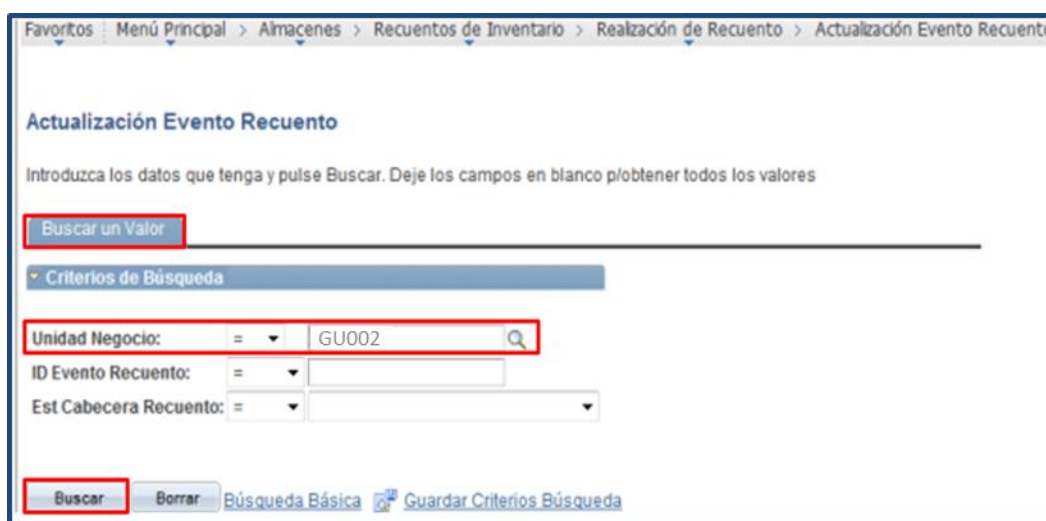 Favoritos Menú Principal > Almacenes > Recuentos de Inventario > Realización de Recuento > Actualización Evento Recuento
Actualización Evento Recuento
Introduzca los datos que tenga y pulse Buscar. Deje los campos en blanco p/obtener todos los valores
Buscar un Valor
Criterios de Búsqueda
Unidad Negocio: = GU002
ID Evento Recuento: =
Est Cabecera Recuento: =
Buscar Borrar Búsqueda Básica Guardar Criterios Búsqueda